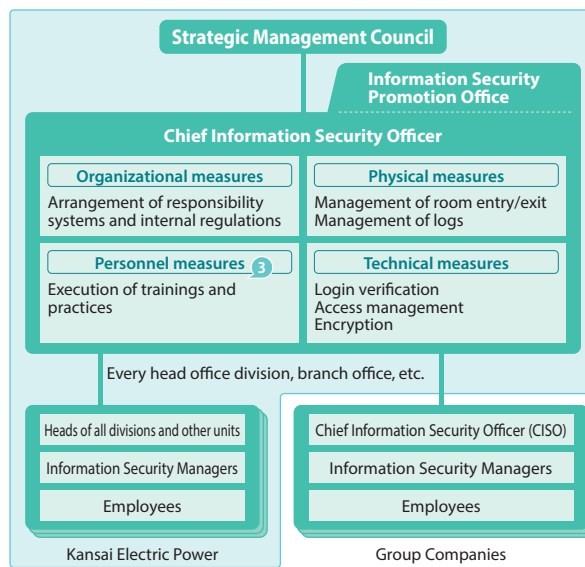 Strategic Management Council
Information Security
Promotion Office
Chief Information Security Officer
Organizational measures
Arrangement of responsibility
systems and internal regulations
Physical measures
Management of room entry/exit
Management of logs
Personnel measures 3
Execution of trainings and
practices
Technical measures
Login verification
Access management
Encryption
Every head office division, branch office, etc.
Heads of all divisions and other units
Information Security Managers
Employees
Kansai Electric Power
Chief Information Security Officer (CISO)
Information Security Managers
Employees
Group Companies